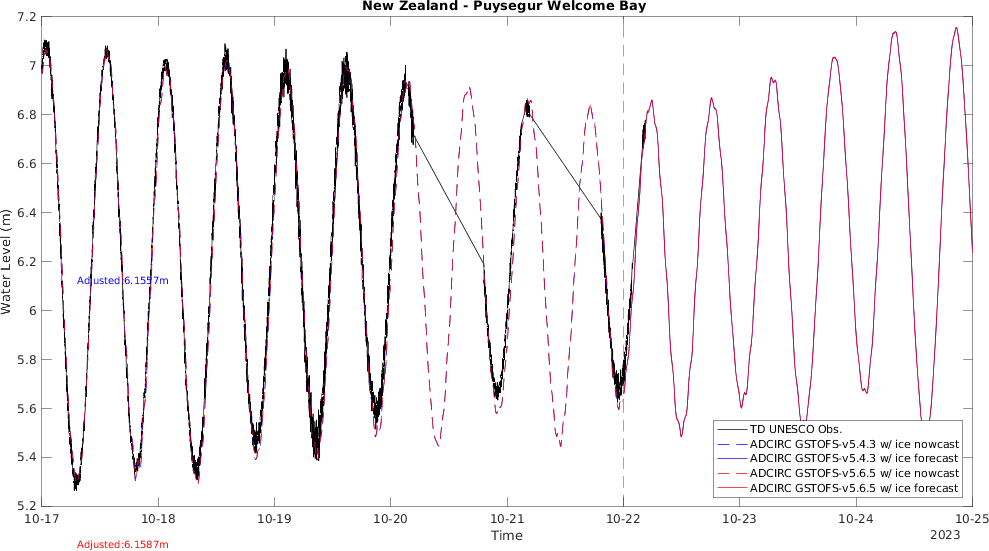 New Zealand - Puysegur Welcome Bay
7.2
7
6.8
6.6
6.4
6.2
6
5.8
5.6
5.4
5.2
Water Level (m)
Adjusted:6.1557m
TD UNESCO Obs.
ADCIRC GSTOFS-v5.4.3 w/ ice nowcast
ADCIRC GSTOFS-v5.4.3 w/ ice forecast
ADCIRC GSTOFS-v5.6.5 w/ ice nowcast
ADCIRC GSTOFS-v5.6.5 w/ ice forecast
10-17 10-18 10-19 10-20 10-21 10-22 10-23 10-24 10-25
Time
2023
Adjusted:6.1587m